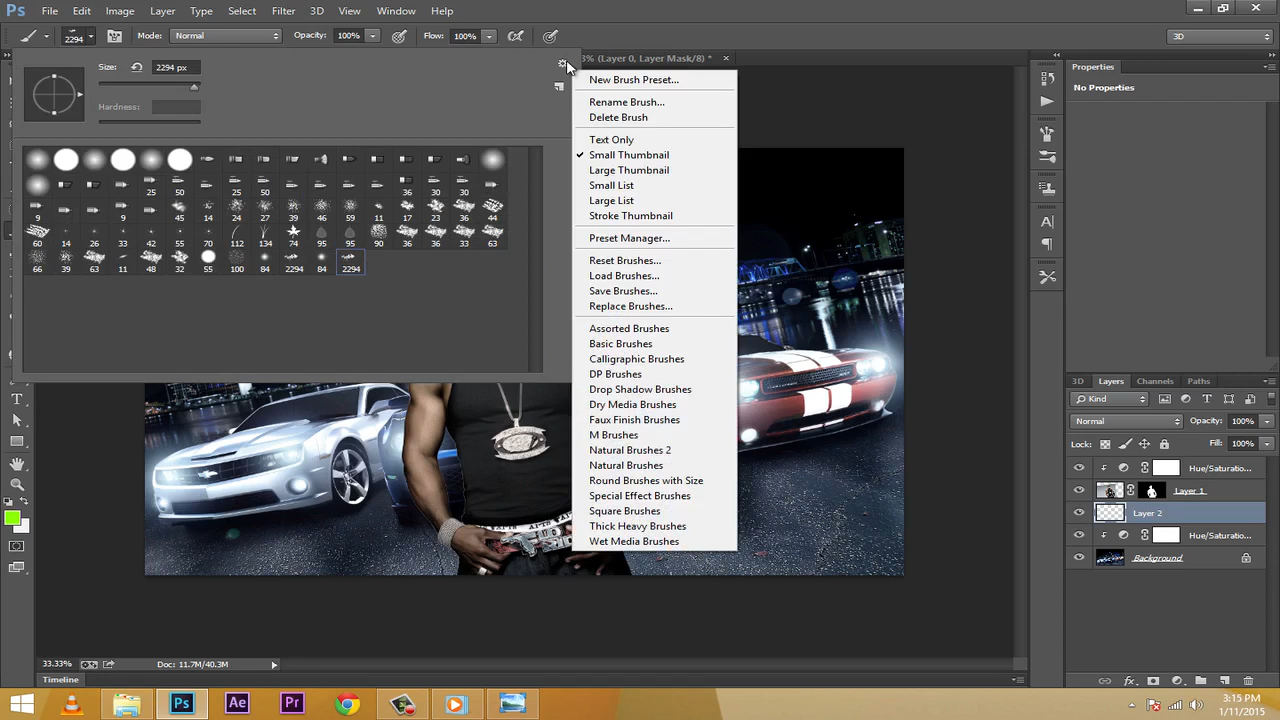 Ps File Edit Image Layer Type Select Filter 3D View Window Help
2294 Mode: Normal Opacity: 100% Flow: 100% 3D
3% (Layer 0, Layer Mask/8) * ×
Size: 2294 px
Hardness:
25 50 25 50 36 30 30
9 9 45 14 24 27 39 46 11 17 23 36 44
60 14 26 42 55 70 112 134 74 95 95 90 36 36 33 63
66 39 63 11 48 32 55 100 84 2294 84 2294
New Brush Preset...
Rename Brush...
Delete Brush
Text Only
Small Thumbnail
Large Thumbnail
Small List
Large List
Stroke Thumbnail
Preset Manager...
Reset Brushes...
Load Brushes...
Save Brushes...
Replace Brushes...
Assorted Brushes
Basic Brushes
Calligraphic Brushes
DP Brushes
Drop Shadow Brushes
Dry Media Brushes
Faux Finish Brushes
M Brushes
Natural Brushes 2
Natural Brushes
Round Brushes with Size
Special Effect Brushes
Square Brushes
Thick Heavy Brushes
Wet Media Brushes
Properties
No Properties
3D Layers Channels Paths
Kind
Normal Opacity: 100%
Lock: Fill: 100%
Hue/Saturatio...
Layer 1
Layer 2
Hue/Saturatio...
Background
33.33% Doc: 11.7M/40.3M
Timeline
Ps Ae Pr
3:15 PM
1/11/2015